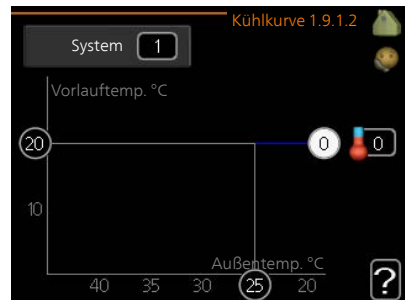 Kühlkurve 1.9.1.2
System 1
Vorlauftemp. °C
20 0 0
10
Außentemp. °C
40 35 30 25 20
?